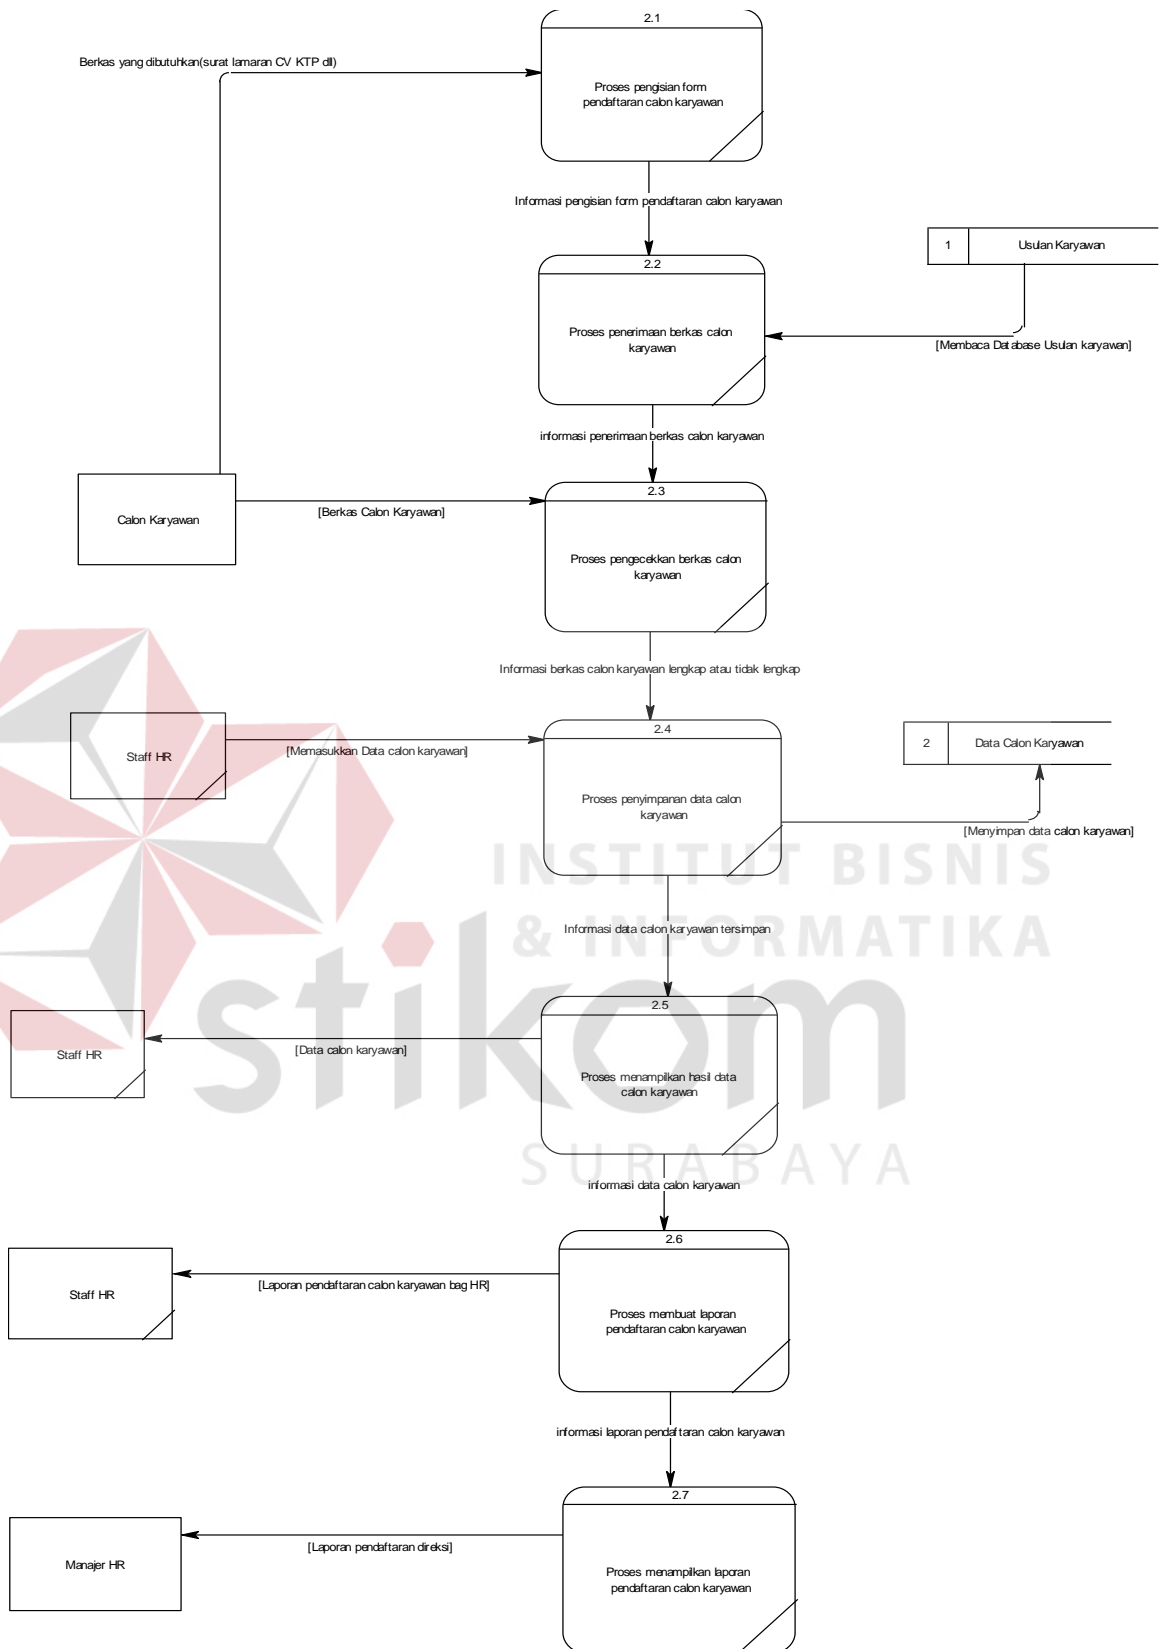 2.1
Berkas yang dibutuhkan(surat lamaran CV KTP dll)
Proses pengisian form
pendaftaran calon karyawan
Informasi pengisian form pendaftaran calon karyawan
1
Usulan Karyawan
2.2
Proses penerimaan berkas calon
karyawan
[Membaca Database Usulan karyawan]
informasi penerimaan berkas calon karyawan
2.3
Calon Karyawan
[Berkas Calon Karyawan]
Proses pengecekkan berkas calon
karyawan
Informasi berkas calon karyawan lengkap atau tidak lengkap
2.4
Staff HR
[Memasukkan Data calon karyawan]
2
Data Calon Karyawan
Proses penyimpanan data calon
karyawan
[Menyimpan data calon karyawan]
INSTITUT BISNIS
& INFORMATIKA
Informasi data calon karyawan tersimpan
stikom
2.5
Staff HR
[Data calon karyawan]
Proses menampilkan hasil data
calon karyawan
SURABAYA
informasi data calon karyawan
2.6
Staff HR
[Laporan pendaftaran calon karyawan bag HR]
Proses membuat laporan
pendaftaran calon karyawan
informasi laporan pendaftaran calon karyawan
2.7
Manajer HR
[Laporan pendaftaran direksi]
Proses menampilkan laporan
pendaftaran calon karyawan